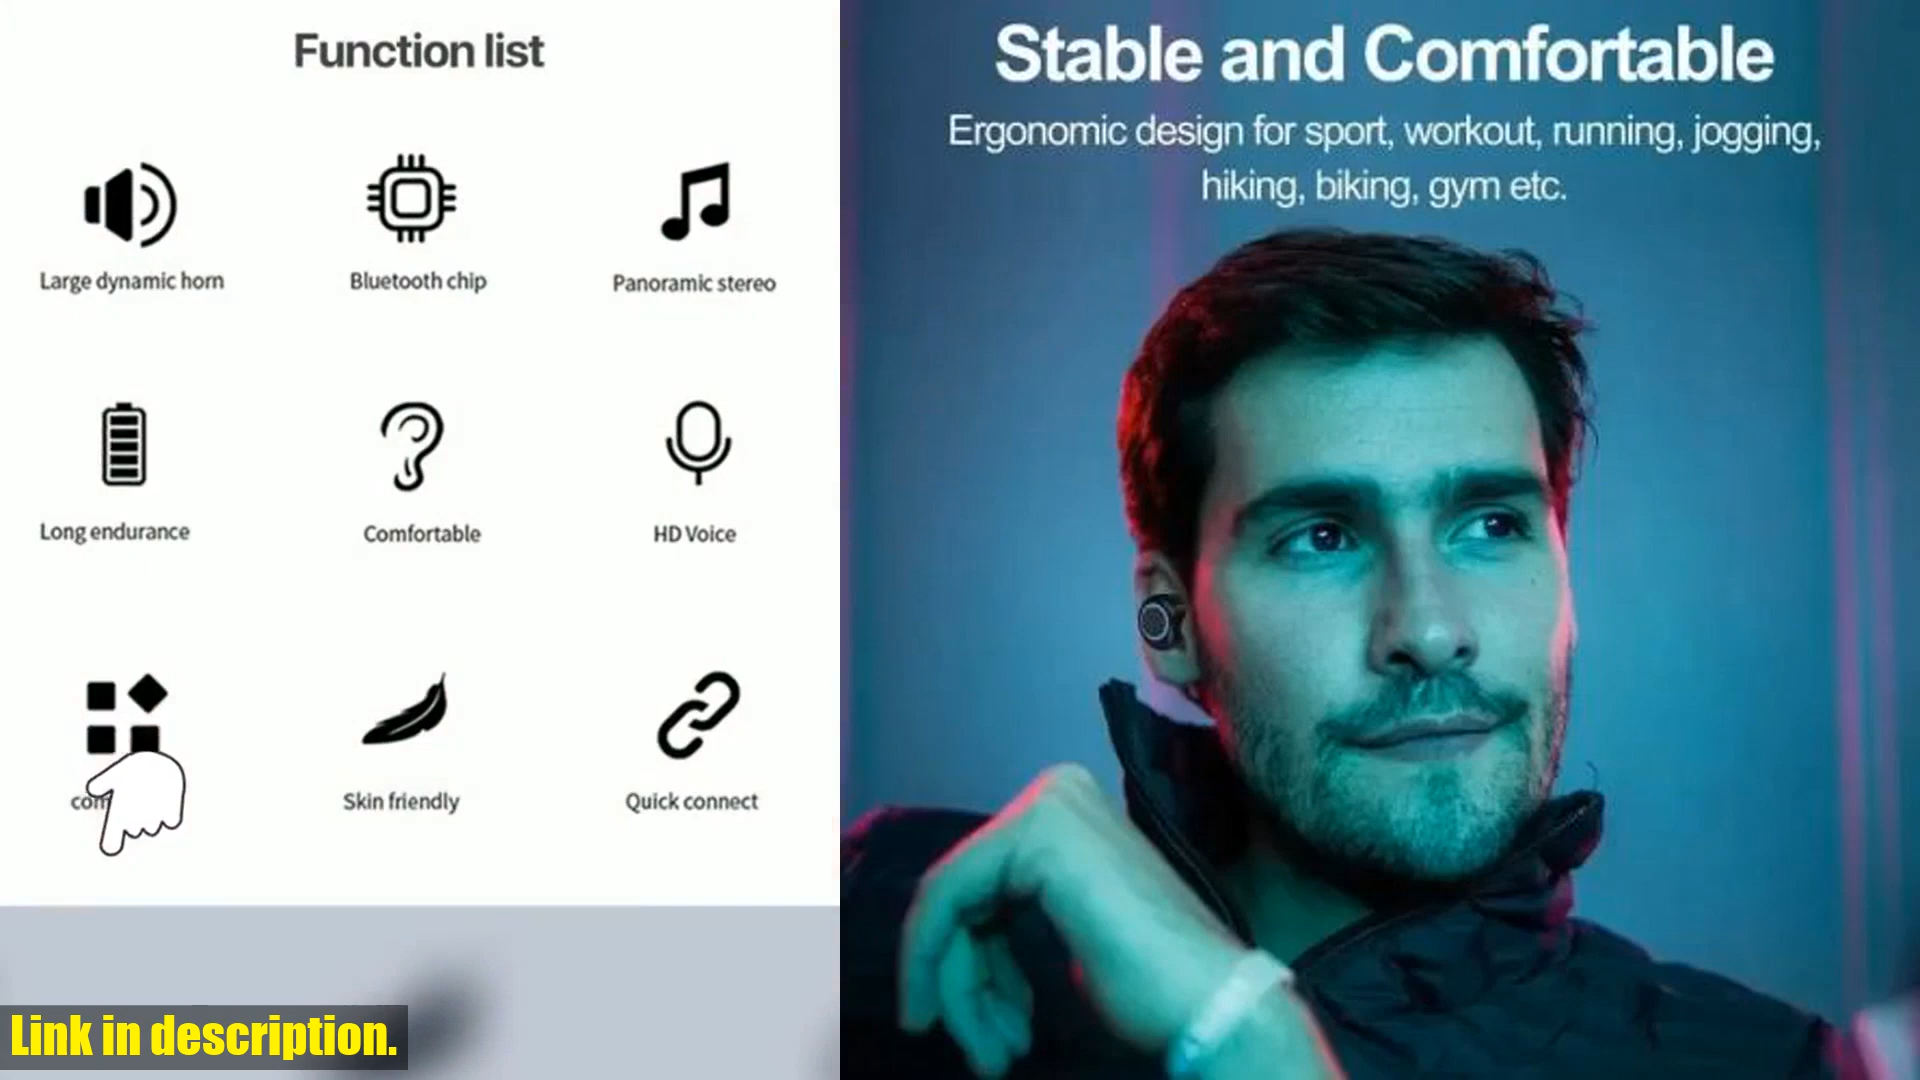 Function list
Large dynamic horn
Bluetooth chip
Panoramic stereo
Long endurance
Comfortable
HD Voice
Skin friendly
Quick connect
Link in description.
Stable and Comfortable
Ergonomic design for sport, workout, running, jogging,
hiking, biking, gym etc.